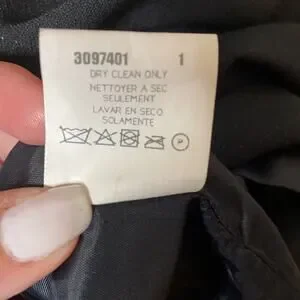 3097401 1
DRY CLEAN ONLY
NETTOYER A SEC
SEULEMENT
LAVAR EN SECO
SOLAMENTE
P